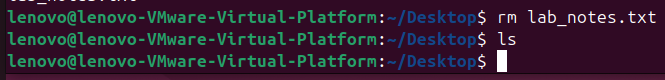 lenovo@lenovo-VMware-Virtual-Platform:~/Desktop$ rm lab_notes.txt
lenovo@lenovo-VMware-Virtual-Platform:~/Desktop$ ls
lenovo@lenovo-VMware-Virtual-Platform:~/Desktop$